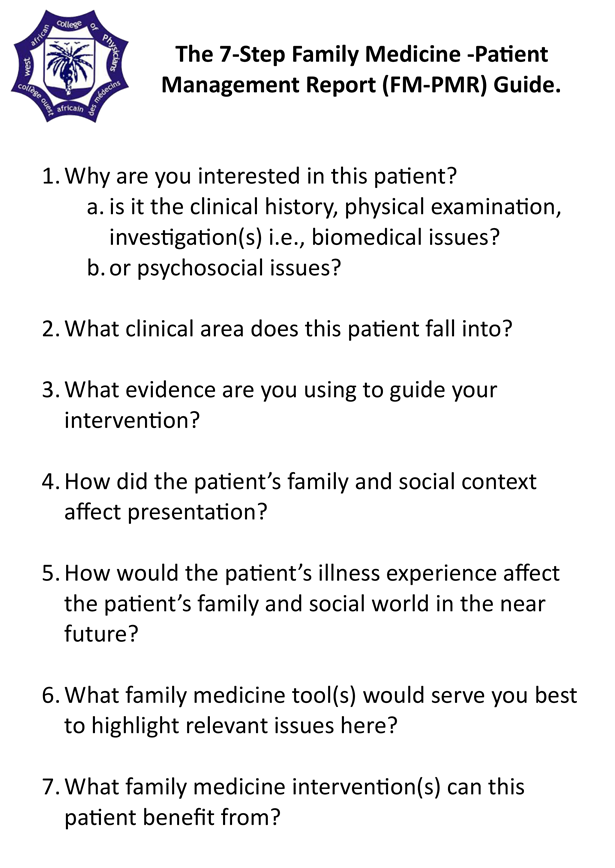 west african college of Physicians
collège ouest africain des médecins
The 7-Step Family Medicine -Patient
Management Report (FM-PMR) Guide.
1. Why are you interested in this patient?
a. is it the clinical history, physical examination,
investigation(s) i.e., biomedical issues?
b. or psychosocial issues?
2. What clinical area does this patient fall into?
3. What evidence are you using to guide your
intervention?
4. How did the patient’s family and social context
affect presentation?
5. How would the patient’s illness experience affect
the patient’s family and social world in the near
future?
6. What family medicine tool(s) would serve you best
to highlight relevant issues here?
7. What family medicine intervention(s) can this
patient benefit from?